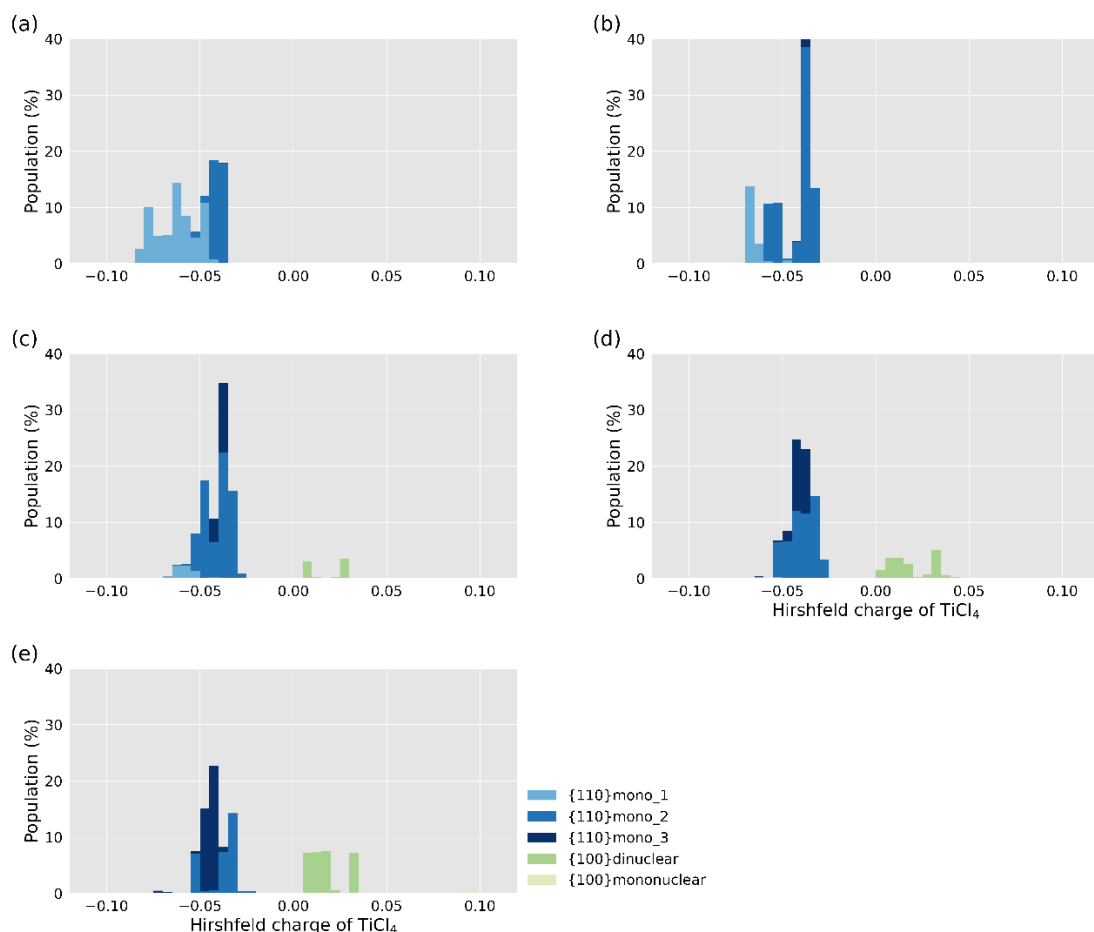 (a)
40
30
20
10
0
Population (%)
−0.10 −0.05 0.00 0.05 0.10
(b)
40
30
20
10
0
Population (%)
−0.10 −0.05 0.00 0.05 0.10
(c)
40
30
20
10
0
Population (%)
−0.10 −0.05 0.00 0.05 0.10
(d)
40
30
20
10
0
Population (%)
−0.10 −0.05 0.00 0.05 0.10
Hirshfeld charge of TiCl₄
(e)
40
30
20
10
0
Population (%)
−0.10 −0.05 0.00 0.05 0.10
Hirshfeld charge of TiCl₄
{110}mono_1
{110}mono_2
{110}mono_3
{100}dinuclear
{100}mononuclear